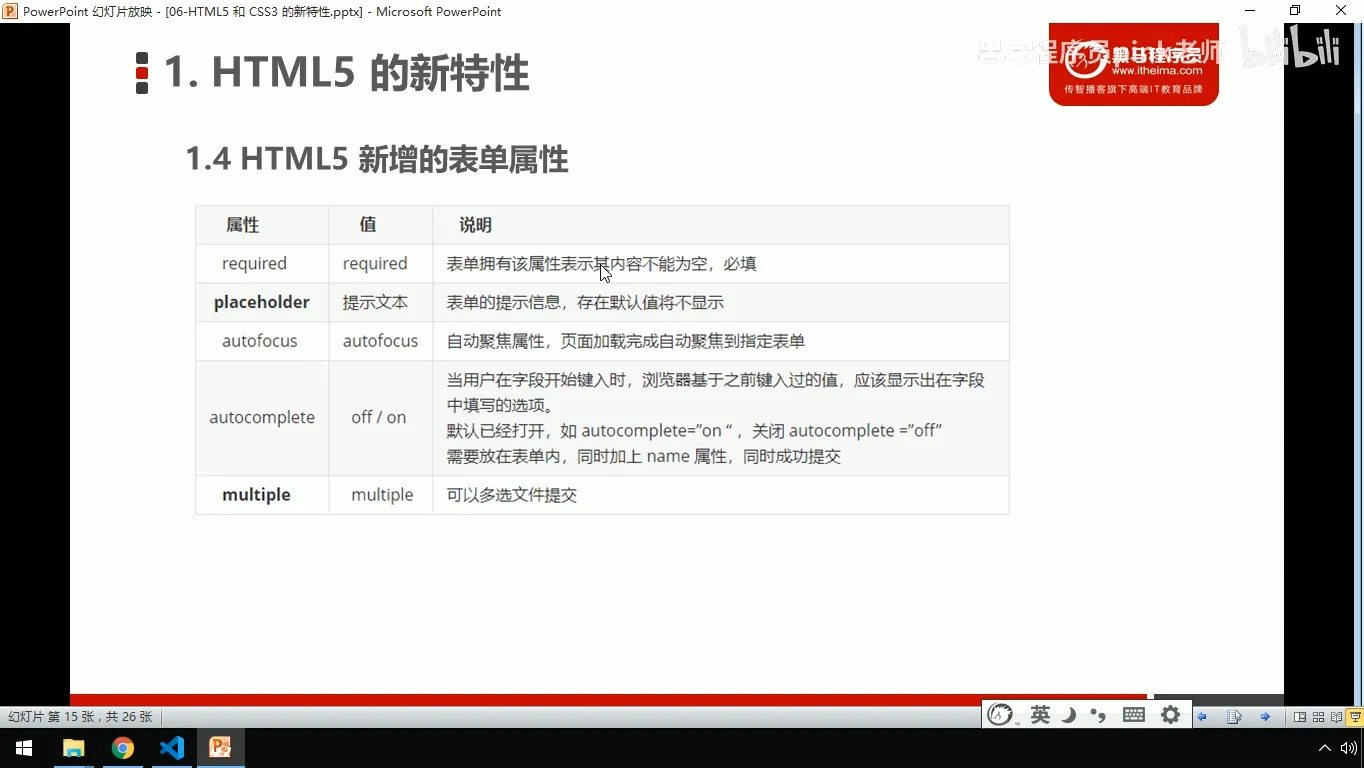 PowerPoint 幻灯片放映 - [06-HTML5 和 CSS3 的新特性.pptx] - Microsoft PowerPoint
1. HTML5 的新特性
黑马程序员pink老师
bilibili
黑马程序员
www.itheima.com
传智播客旗下高端IT教育品牌
1.4 HTML5 新增的表单属性
属性 值 说明
required required 表单拥有该属性表示其内容不能为空，必填
placeholder 提示文本 表单的提示信息，存在默认值将不显示
autofocus autofocus 自动聚焦属性，页面加载完成自动聚焦到指定表单
autocomplete off / on 当用户在字段开始键入时，浏览器基于之前键入过的值，应该显示出在字段
中填写的选项。
默认已经打开，如 autocomplete=”on “ ，关闭 autocomplete =”off”
需要放在表单内，同时加上 name 属性，同时成功提交
multiple multiple 可以多选文件提交
幻灯片 第 15 张，共 26 张
英